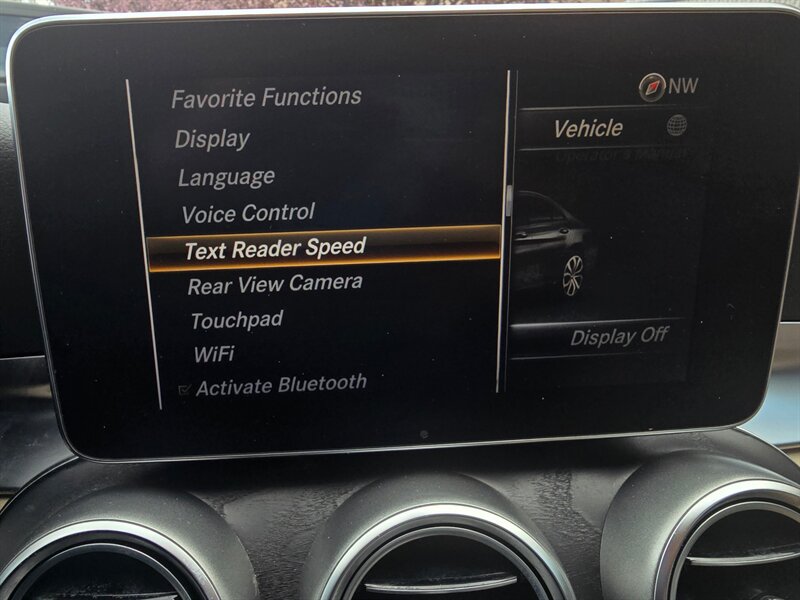 Favorite Functions
Display
Language
Voice Control
Text Reader Speed
Rear View Camera
Touchpad
WiFi
Activate Bluetooth
NW
Vehicle
Display Off